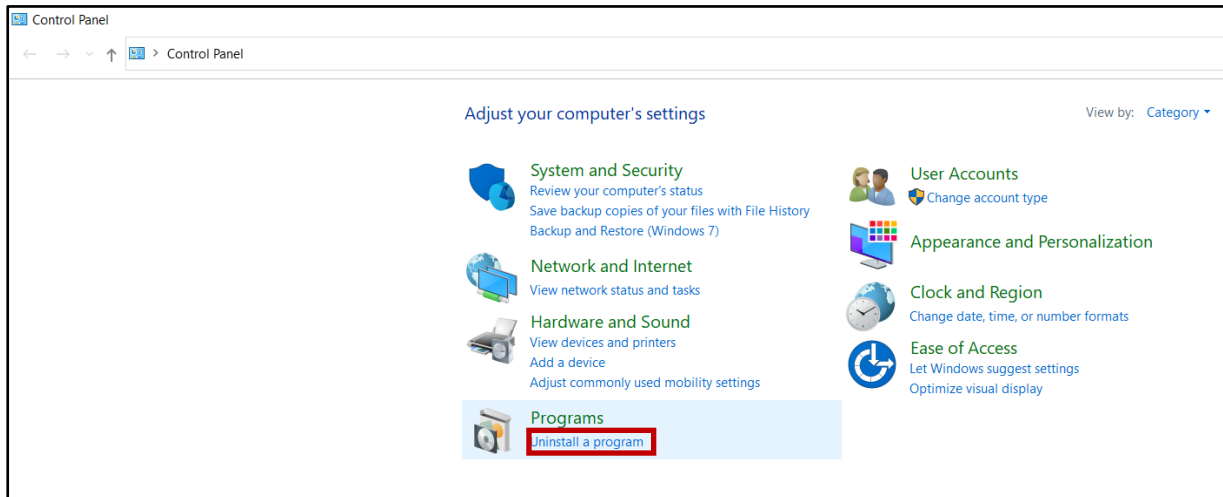 Control Panel
Control Panel
Adjust your computer's settings
View by: Category
System and Security
Review your computer's status
Save backup copies of your files with File History
Backup and Restore (Windows 7)
Network and Internet
View network status and tasks
Hardware and Sound
View devices and printers
Add a device
Adjust commonly used mobility settings
Programs
Uninstall a program
User Accounts
Change account type
Appearance and Personalization
Clock and Region
Change date, time, or number formats
Ease of Access
Let Windows suggest settings
Optimize visual display